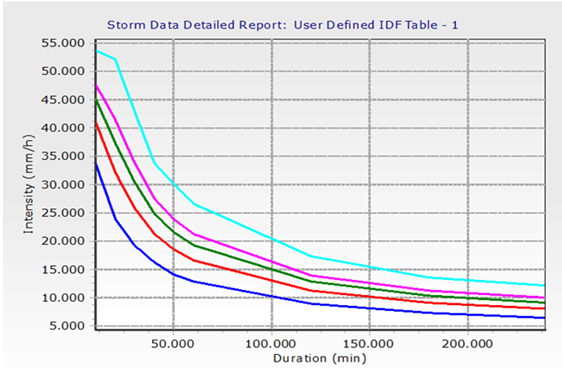 Storm Data Detailed Report: User Defined IDF Table - 1
55.000
50.000
45.000
40.000
35.000
30.000
25.000
20.000
15.000
10.000
5.000
Intensity (mm/h)
50.000 100.000 150.000 200.000
Duration (min)